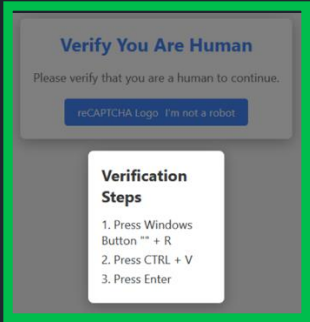 Verify You Are Human
Please verify that you are a human to continue.
reCAPTCHA Logo I'm not a robot
Verification
Steps
1. Press Windows
Button "" + R
2. Press CTRL + V
3. Press Enter